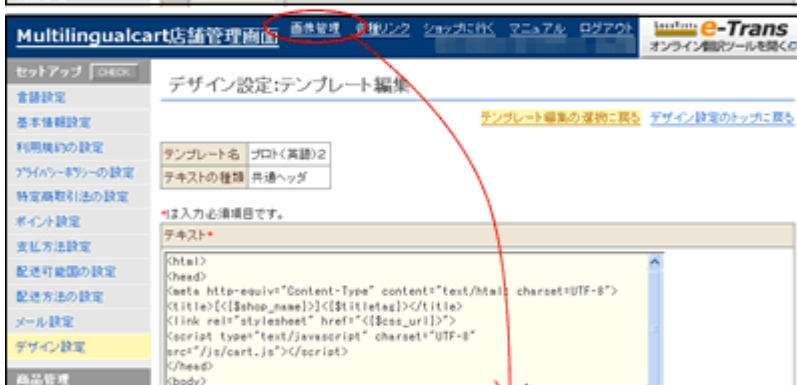 Multilingualcart店舗管理画面 画像管理 各種リンク ショップに行く マニュアル ログアウト e-Trans
オンライン翻訳ツールを開く
セットアップ CHECK
デザイン設定:テンプレート編集
言語設定
テンプレート編集の選択に戻る デザイン設定のトップに戻る
基本情報設定
利用規約の設定
テンプレート名 プロト(英語)2
プライバシーポリシーの設定
テキストの種類 共通ヘッダ
特定商取引法の設定
*は入力必須項目です。
ポイント設定
テキスト*
支払方法設定
配送可能国の設定
配送方法の設定
メール設定
デザイン設定
商品管理
<html>
<head>
<meta http-equiv="Content-Type" content="text/html; charset=UTF-8">
<title>[<{$shop_name}>]<{$titletag}></title>
<link rel="stylesheet" href="<{$css_url}>">
<script type="text/javascript" charset="UTF-8"
src="/js/cart.js"></script>
</head>
<body>